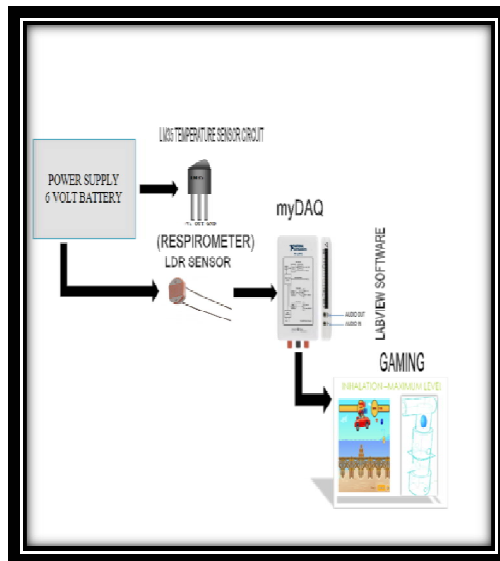 LM35 TEMPERATURE SENSOR CIRCUIT
POWER SUPPLY
6 VOLT BATTERY
myDAQ
(RESPIROMETER)
LDR SENSOR
AUDIO OUT
AUDIO IN
LABVIEW SOFTWARE
GAMING
INHALATION -MAXIMUM LEVEL